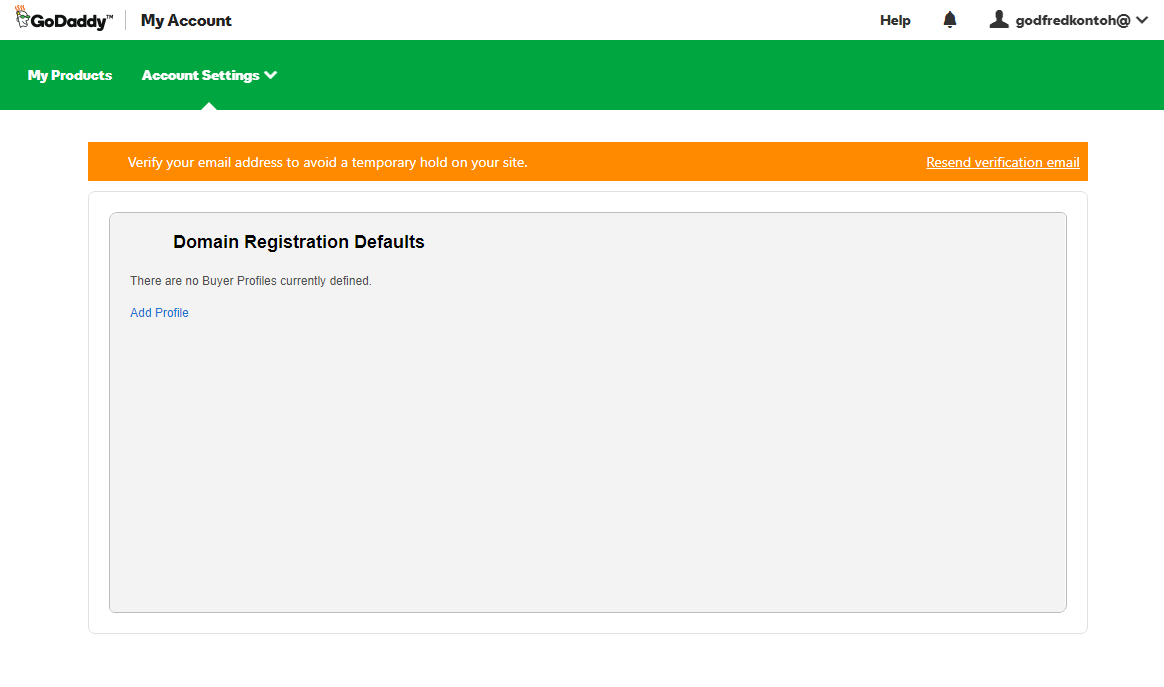 GoDaddy™ My Account Help godfredkontoh@
My Products Account Settings
Verify your email address to avoid a temporary hold on your site. Resend verification email
Domain Registration Defaults
There are no Buyer Profiles currently defined.
Add Profile